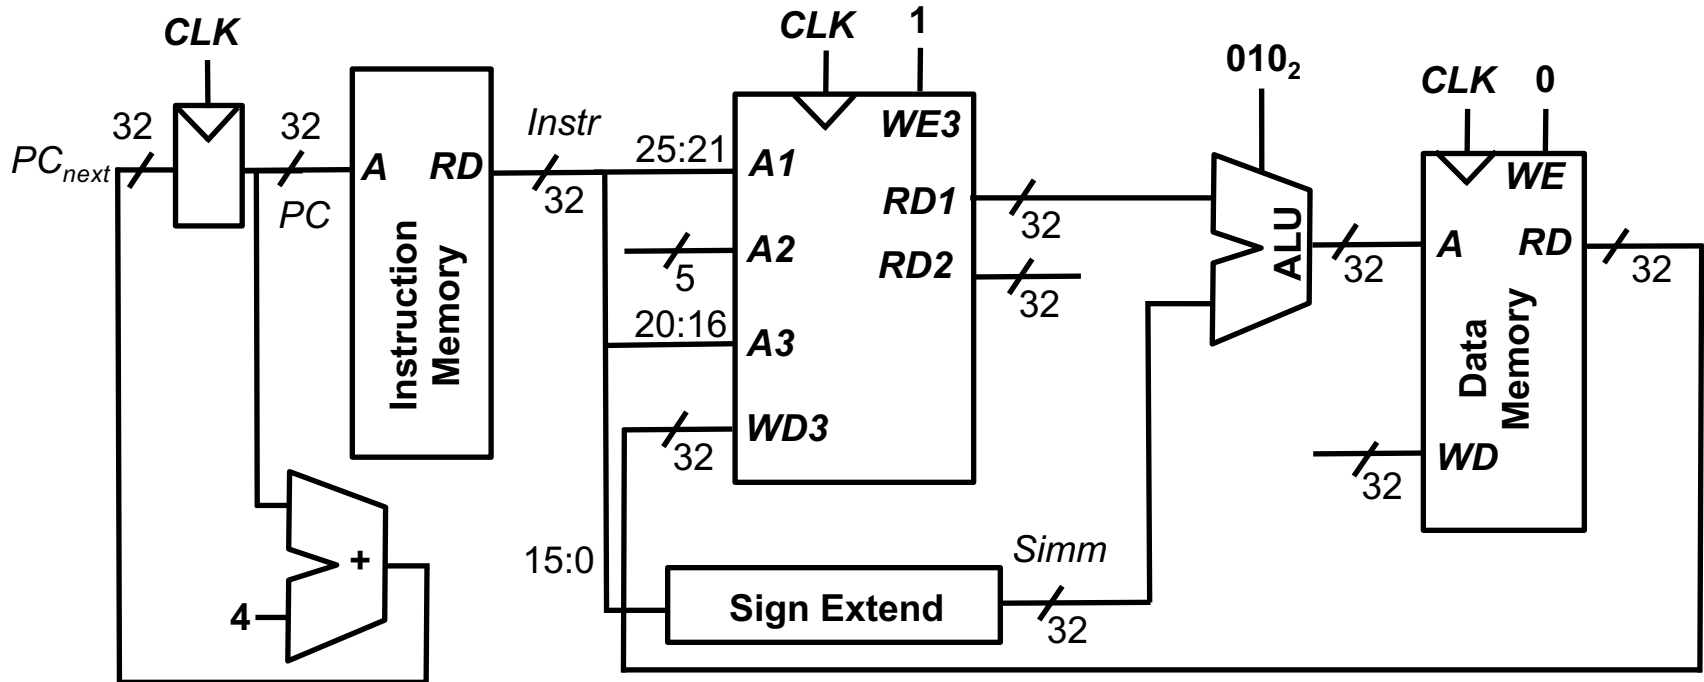 CLK
CLK
1
010₂
CLK
0
32
PCnext
32
PC
A
RD
Instruction
Memory
Instr
32
25:21
A1
WE3
RD1
32
5
A2
RD2
32
20:16
A3
32
WD3
ALU
32
A
WE
RD
32
Data
Memory
32
WD
4
+
15:0
Sign Extend
Simm
32